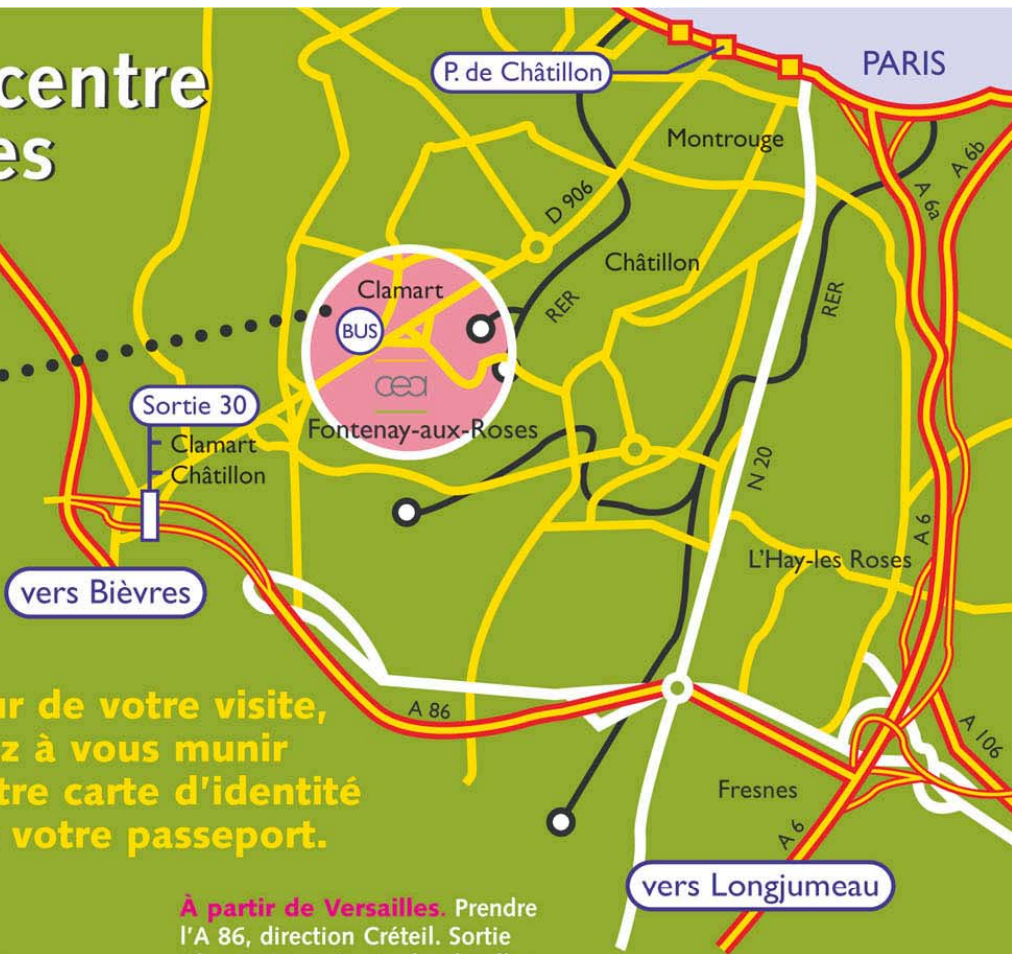 centre
es
P. de Châtillon
PARIS
Montrouge
A 6b
A 6a
D 906
Châtillon
Clamart
RER
RER
BUS
cea
Sortie 30
Clamart
Châtillon
Fontenay-aux-Roses
N 20
A 6
L'Hay-les Roses
vers Bièvres
ur de votre visite,
ez à vous munir
tre carte d'identité
votre passeport.
A 86
A 106
Fresnes
A 6
vers Longjumeau
À partir de Versailles. Prendre
l'A 86, direction Créteil. Sortie